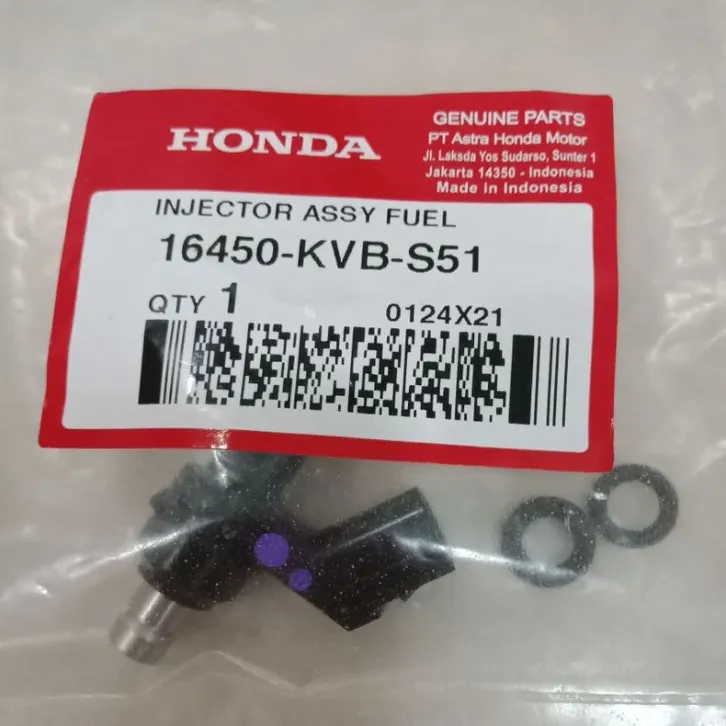 HONDA
GENUINE PARTS
PT Astra Honda Motor
Jl. Laksda Yos Sudarso, Sunter 1
Jakarta 14350 - Indonesia
Made in Indonesia
INJECTOR ASSY FUEL
16450-KVB-S51
QTY 1
0124X21